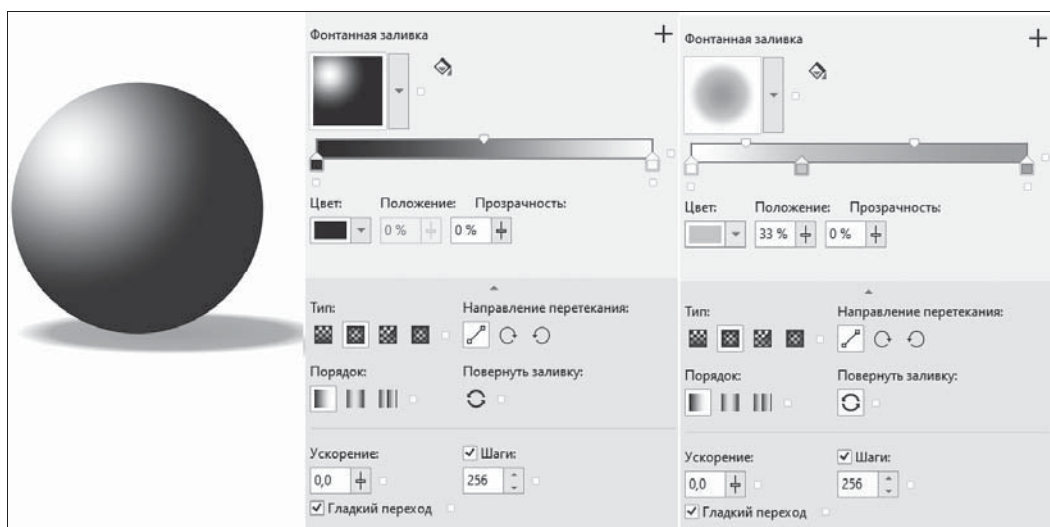 Фонтанная заливка
Цвет: Положение: Прозрачность:
0 % 0 %
Тип: Направление перетекания:
Порядок: Повернуть заливку:
Ускорение: Шаги:
0,0 256
Гладкий переход
Фонтанная заливка
Цвет: Положение: Прозрачность:
33 % 0 %
Тип: Направление перетекания:
Порядок: Повернуть заливку:
Ускорение: Шаги:
0,0 256
Гладкий переход